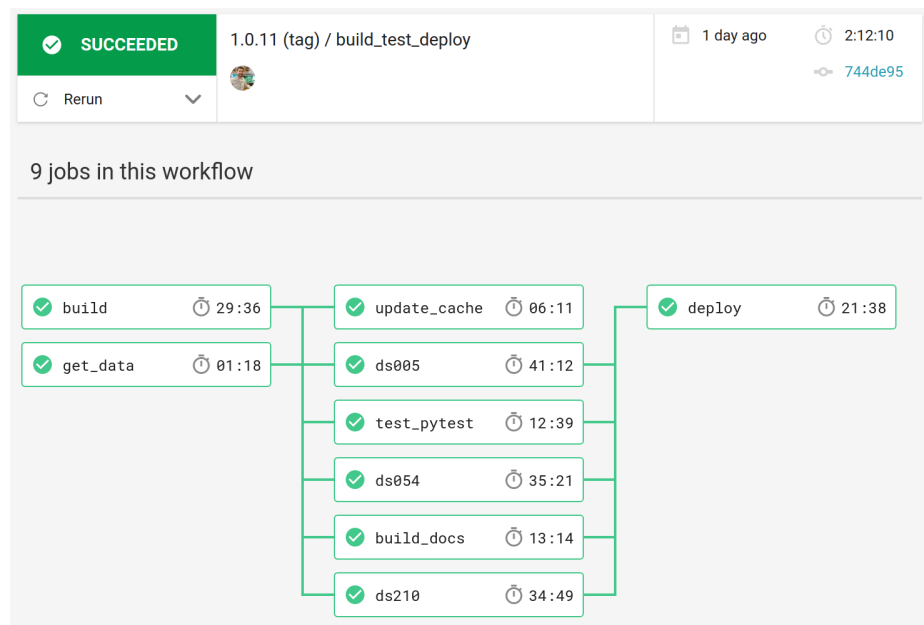 SUCCEEDED
1.0.11 (tag) / build_test_deploy
1 day ago
2:12:10
744de95
Rerun
9 jobs in this workflow
build 29:36
update_cache 06:11
deploy 21:38
get_data 01:18
ds005 41:12
test_pytest 12:39
ds054 35:21
build_docs 13:14
ds210 34:49